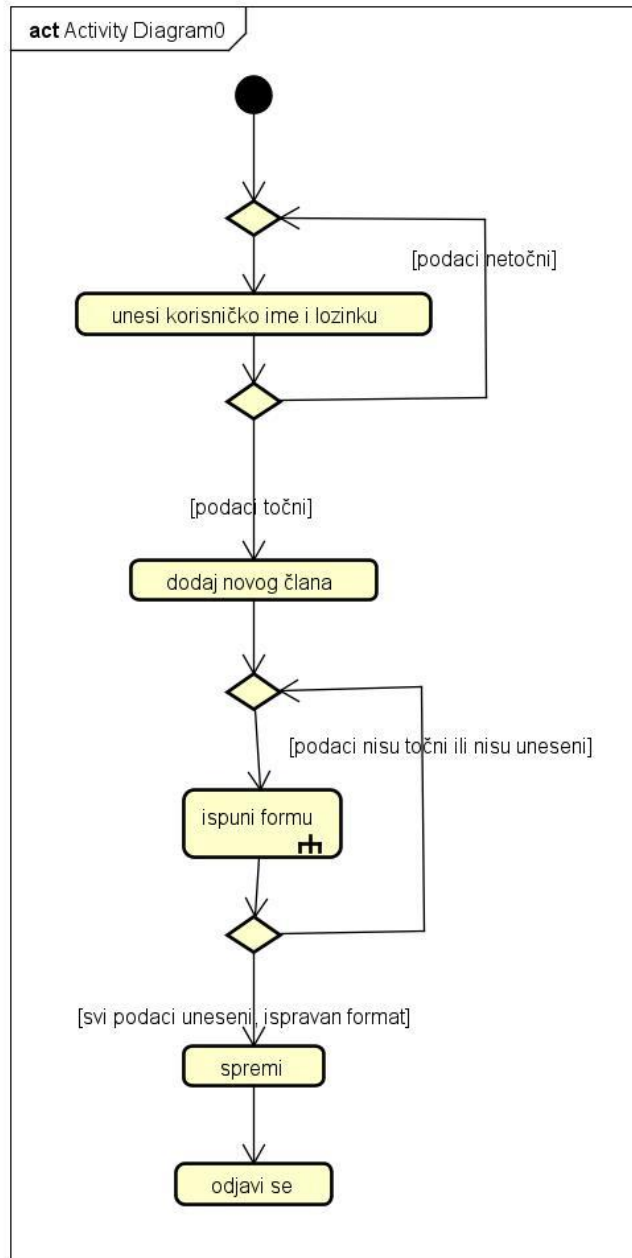 act Activity Diagram0
[podaci netočni]
unesi korisničko ime i lozinku
[podaci točni]
dodaj novog člana
[podaci nisu točni ili nisu uneseni]
ispuni formu
[svi podaci uneseni, ispravan format]
spremi
odjavi se